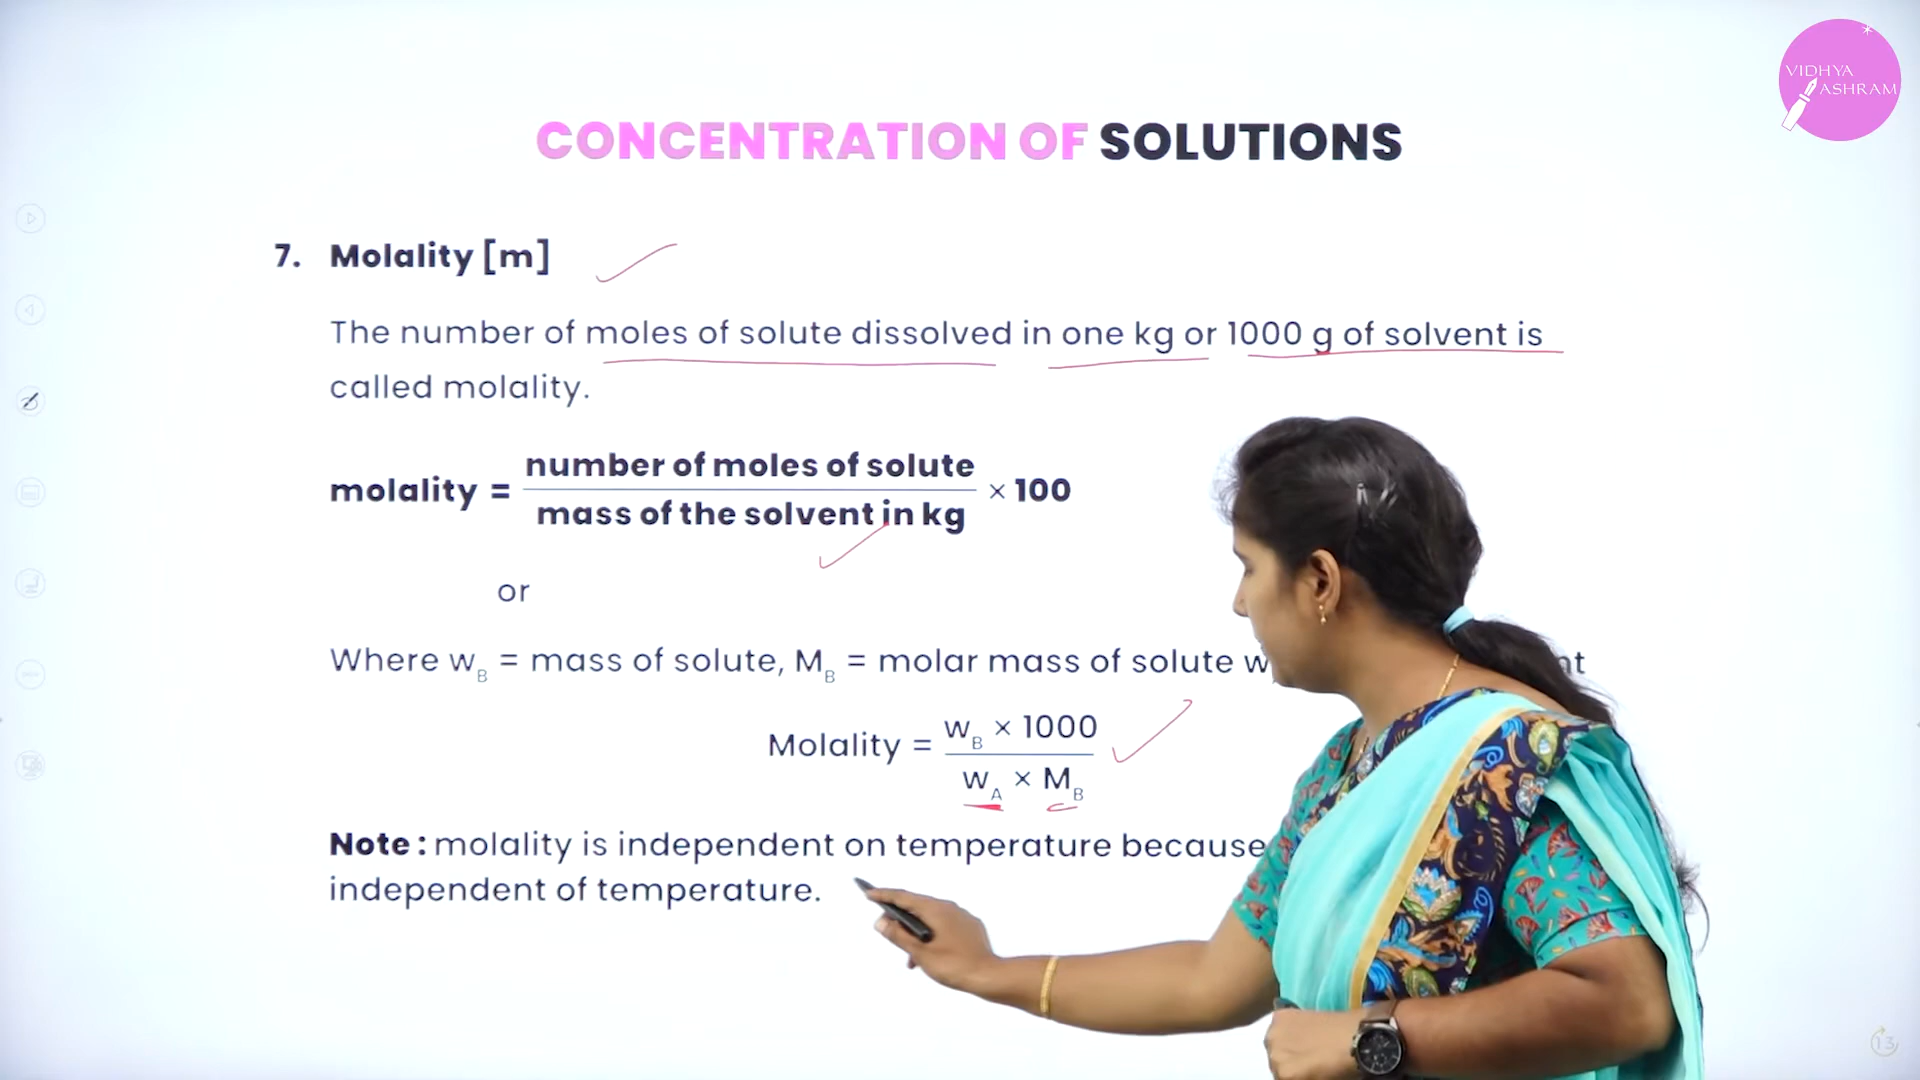 VIDHYA
ASHRAM
CONCENTRATION OF SOLUTIONS
7. Molality [m]
The number of moles of solute dissolved in one kg or 1000 g of solvent is
called molality.
molality = number of moles of solute / mass of the solvent in kg × 100
or
Where w_B = mass of solute, M_B = molar mass of solute w
Molality = w_B × 1000 / w_A × M_B
Note : molality is independent on temperature because
independent of temperature.
13